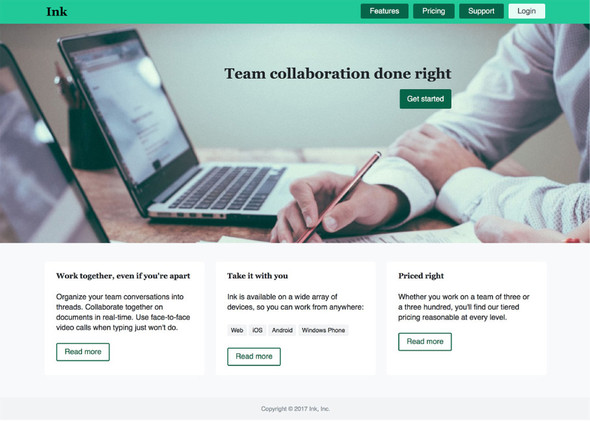 Ink
Features Pricing Support Login
Team collaboration done right
Get started
Work together, even if you're apart
Organize your team conversations into
threads. Collaborate together on
documents in real-time. Use face-to-face
video calls when typing just won't do.
Read more
Take it with you
Ink is available on a wide array of
devices, so you can work from anywhere:
Web iOS Android Windows Phone
Read more
Priced right
Whether you work on a team of three or
a three hundred, you'll find our tiered
pricing reasonable at every level.
Read more
Copyright © 2017 Ink, Inc.